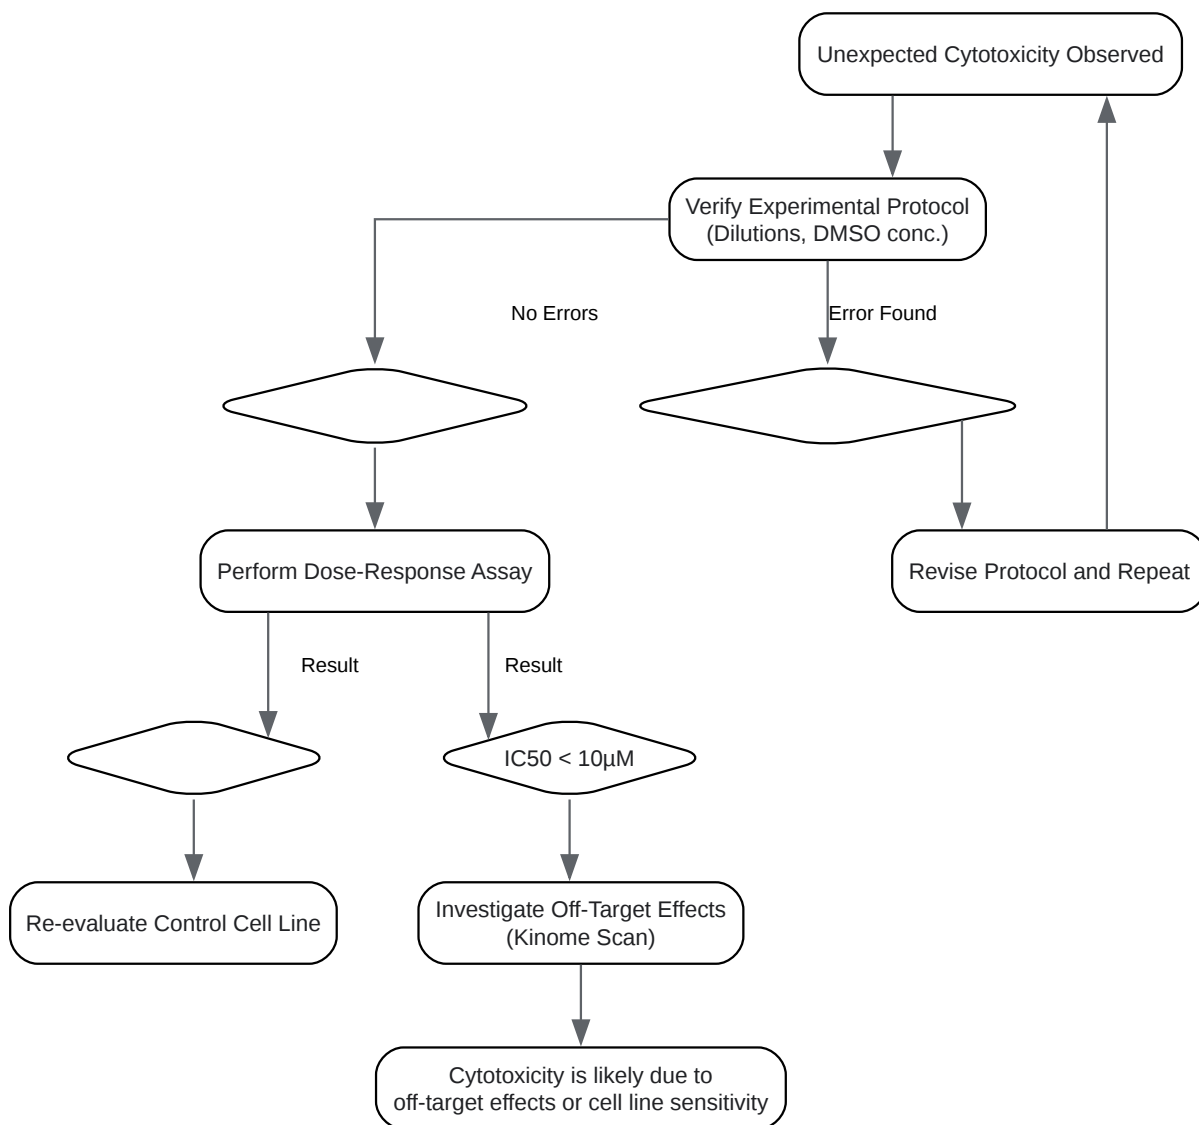 Unexpected Cytotoxicity Observed
Verify Experimental Protocol
(Dilutions, DMSO conc.)
No Errors
Error Found
Perform Dose-Response Assay
Revise Protocol and Repeat
Result
Result
IC50 < 10µM
Re-evaluate Control Cell Line
Investigate Off-Target Effects
(Kinome Scan)
Cytotoxicity is likely due to
off-target effects or cell line sensitivity